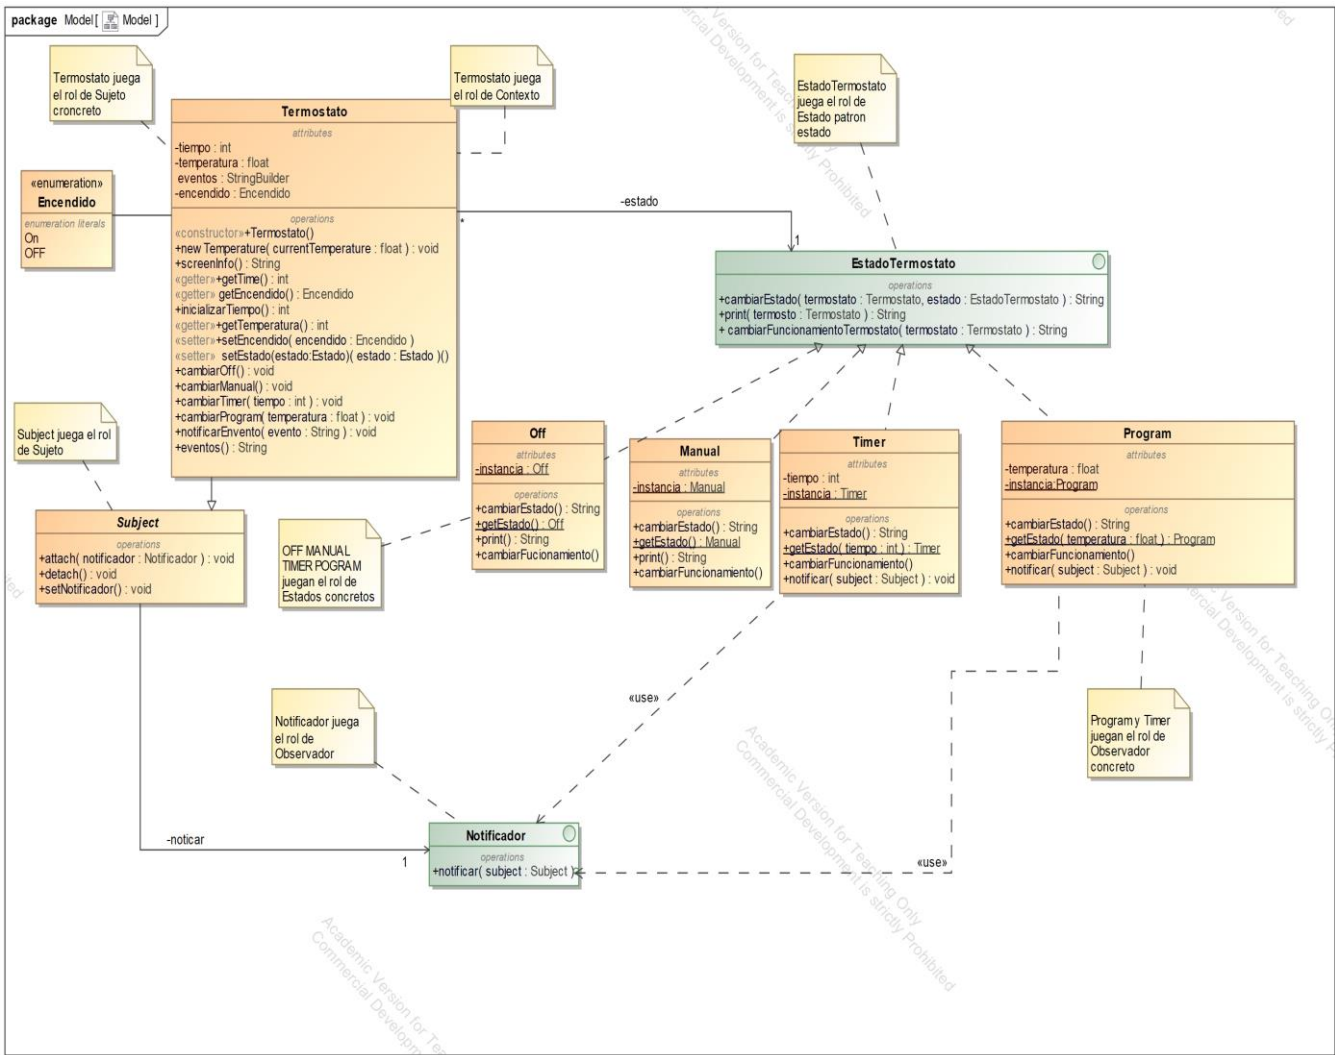 package Model[ Model ]
Termostato juega
el rol de Sujeto
croncreto
Termostato juega
el rol de Contexto
EstadoTermostato
juega el rol de
Estado patron
estado
Termostato
attributes
-tiempo : int
-temperatura : float
eventos : StringBuilder
-encendido : Encendido
operations
«constructor»+Termostato()
+new Temperature( currentTemperature : float ) : void
+screenInfo() : String
«getter»+getTime() : int
«getter» getEncendido() : Encendido
+inicializarTiempo() : int
«getter»+getTemperatura() : int
«setter»+setEncendido( encendido : Encendido )
«setter» setEstado(estado:Estado)( estado : Estado )()
+cambiarOff() : void
+cambiarManual() : void
+cambiarTimer( tiempo : int ) : void
+cambiarProgram( temperatura : float ) : void
+notificarEnvento( evento : String ) : void
+eventos() : String
«enumeration»
Encendido
enumeration literals
On
OFF
-estado
*
1
EstadoTermostato
operations
+cambiarEstado( termostato : Termostato, estado : EstadoTermostato ) : String
+print( termosto : Termostato ) : String
+ cambiarFuncionamientoTermostato( termostato : Termostato ) : String
Subject juega el rol
de Sujeto
Subject
operations
+attach( notificador : Notificador ) : void
+detach() : void
+setNotificador() : void
OFF MANUAL
TIMER POGRAM
juegan el rol de
Estados concretos
Off
attributes
-instancia : Off
operations
+cambiarEstado() : String
+getEstado() : Off
+print() : String
+cambiarFucionamiento()
Manual
attributes
-instancia : Manual
operations
+cambiarEstado() : String
+getEstado() : Manual
+print() : String
+cambiarFuncionamiento()
Timer
attributes
-tiempo : int
-instancia : Timer
operations
+cambiarEstado() : String
+getEstado( tiempo : int ) : Timer
+cambiarFuncionamiento()
+notificar( subject : Subject ) : void
Program
attributes
-temperatura : float
-instancia:Program
operations
+cambiarEstado() : String
+getEstado( temperatura : float ) : Program
+cambiarFuncionamiento()
+notificar( subject : Subject ) : void
«use»
Notificador juega
el rol de
Observador
Program y Timer
juegan el rol de
Observador
concreto
-noticar
1
Notificador
operations
+notificar( subject : Subject )
«use»
Academic Version for Teaching Only
Commercial Development is strictly Prohibited